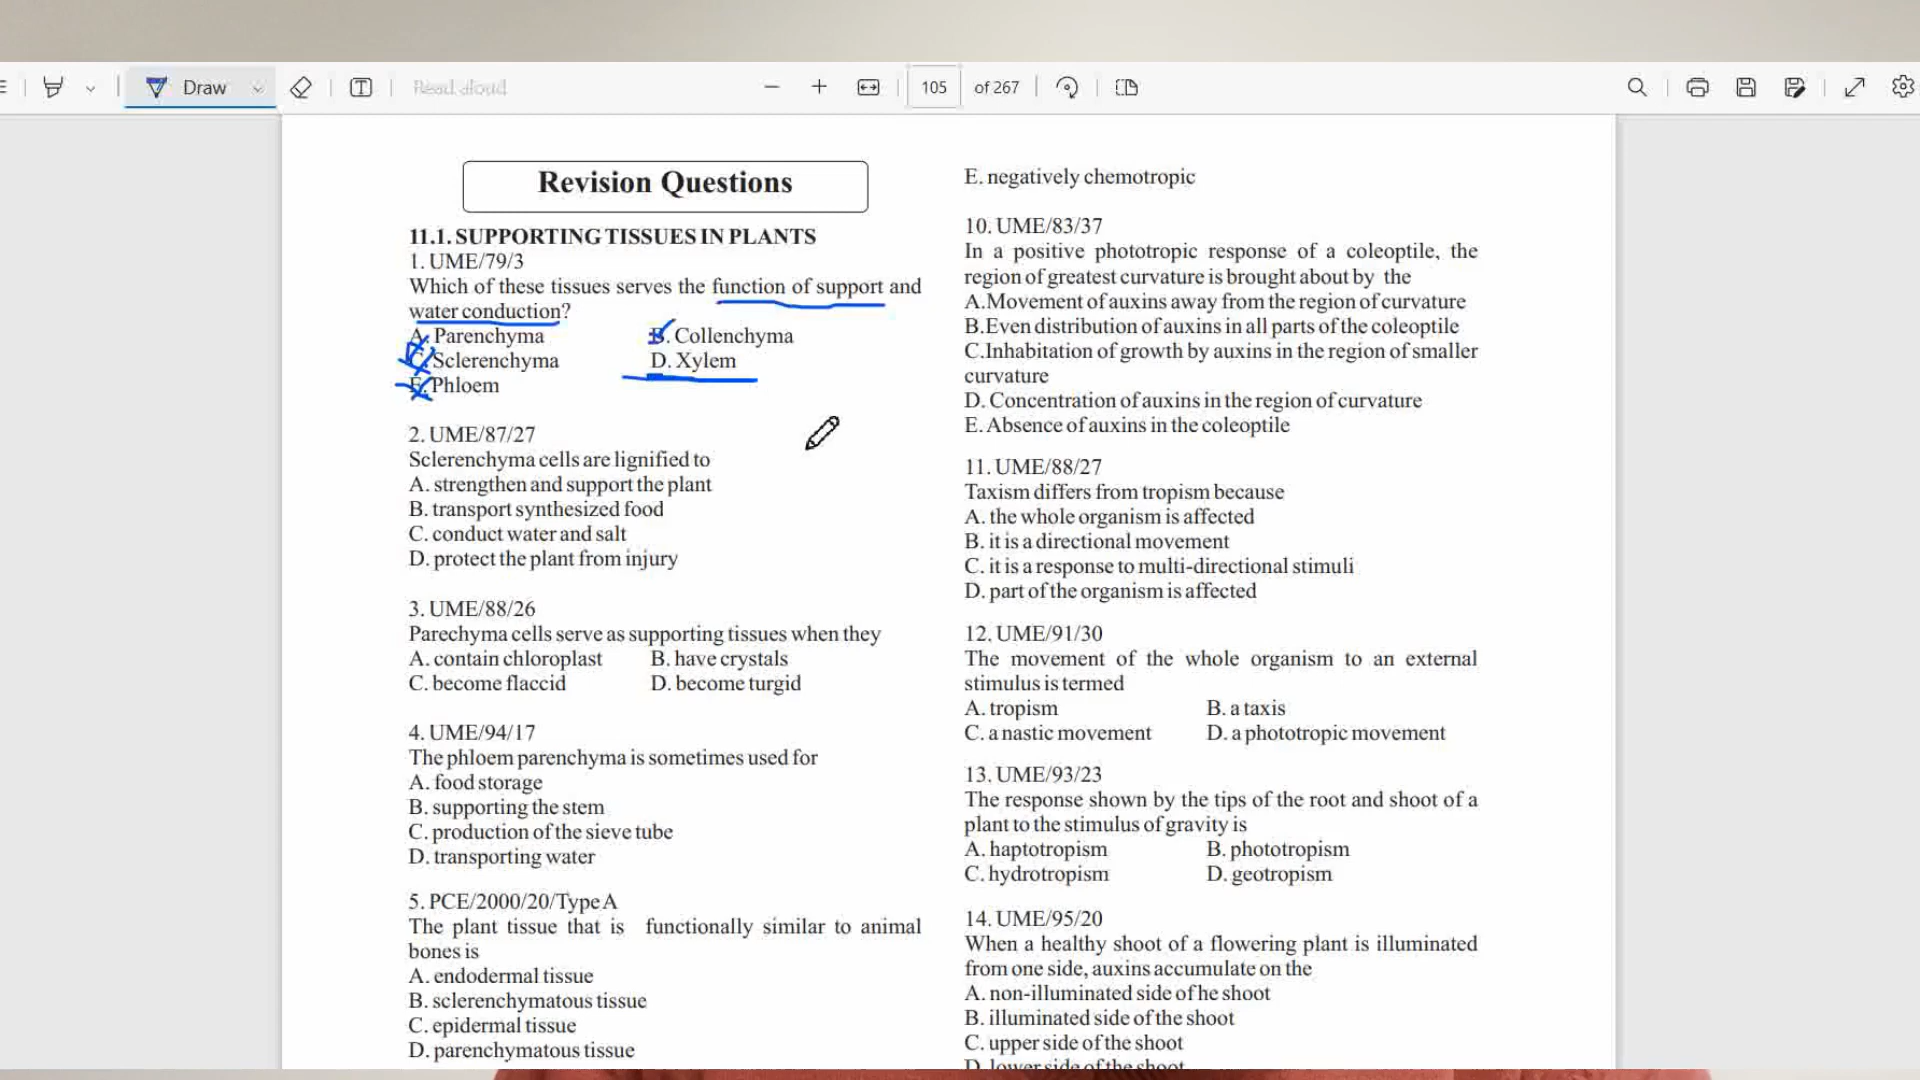 Draw
Read aloud
105 of 267
Revision Questions
11.1. SUPPORTING TISSUES IN PLANTS
1. UME/79/3
Which of these tissues serves the function of support and
water conduction?
A. Parenchyma B. Collenchyma
C. Sclerenchyma D. Xylem
E. Phloem
2. UME/87/27
Sclerenchyma cells are lignified to
A. strengthen and support the plant
B. transport synthesized food
C. conduct water and salt
D. protect the plant from injury
3. UME/88/26
Parechyma cells serve as supporting tissues when they
A. contain chloroplast B. have crystals
C. become flaccid D. become turgid
4. UME/94/17
The phloem parenchyma is sometimes used for
A. food storage
B. supporting the stem
C. production of the sieve tube
D. transporting water
5. PCE/2000/20/Type A
The plant tissue that is functionally similar to animal
bones is
A. endodermal tissue
B. sclerenchymatous tissue
C. epidermal tissue
D. parenchymatous tissue
E. negatively chemotropic
10. UME/83/37
In a positive phototropic response of a coleoptile, the
region of greatest curvature is brought about by the
A.Movement of auxins away from the region of curvature
B.Even distribution of auxins in all parts of the coleoptile
C.Inhabitation of growth by auxins in the region of smaller
curvature
D. Concentration of auxins in the region of curvature
E. Absence of auxins in the coleoptile
11. UME/88/27
Taxism differs from tropism because
A. the whole organism is affected
B. it is a directional movement
C. it is a response to multi-directional stimuli
D. part of the organism is affected
12. UME/91/30
The movement of the whole organism to an external
stimulus is termed
A. tropism B. a taxis
C. a nastic movement D. a phototropic movement
13. UME/93/23
The response shown by the tips of the root and shoot of a
plant to the stimulus of gravity is
A. haptotropism B. phototropism
C. hydrotropism D. geotropism
14. UME/95/20
When a healthy shoot of a flowering plant is illuminated
from one side, auxins accumulate on the
A. non-illuminated side of he shoot
B. illuminated side of the shoot
C. upper side of the shoot
D. lower side of the shoot